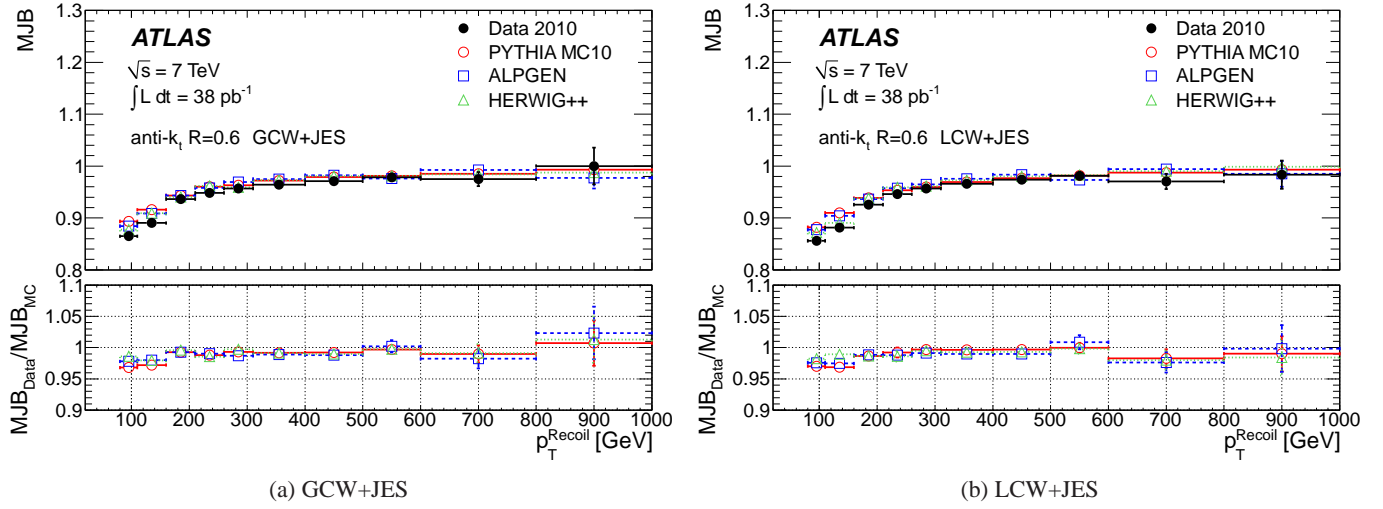 MJB
1.3
1.2
1.1
1
0.9
0.8
ATLAS
√s = 7 TeV
∫L dt = 38 pb⁻¹
anti-kₜ R=0.6 GCW+JES
Data 2010
PYTHIA MC10
ALPGEN
HERWIG++
MJB_Data/MJB_MC
1.1
1.05
1
0.95
0.9
100 200 300 400 500 600 700 800 900 1000
p_T^Recoil [GeV]
(a) GCW+JES
MJB
1.3
1.2
1.1
1
0.9
0.8
ATLAS
√s = 7 TeV
∫L dt = 38 pb⁻¹
anti-kₜ R=0.6 LCW+JES
Data 2010
PYTHIA MC10
ALPGEN
HERWIG++
MJB_Data/MJB_MC
1.1
1.05
1
0.95
0.9
100 200 300 400 500 600 700 800 900 1000
p_T^Recoil [GeV]
(b) LCW+JES